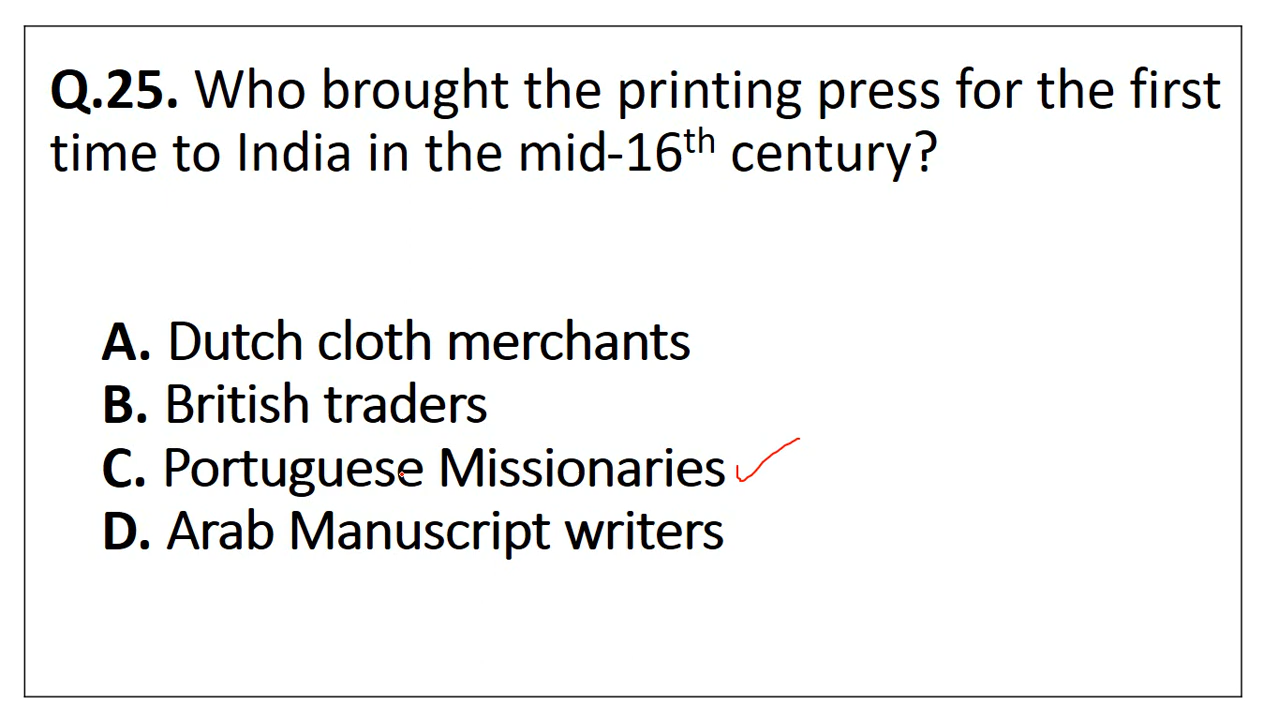 Q.25. Who brought the printing press for the first
time to India in the mid-16th century?
A. Dutch cloth merchants
B. British traders
C. Portuguese Missionaries
D. Arab Manuscript writers